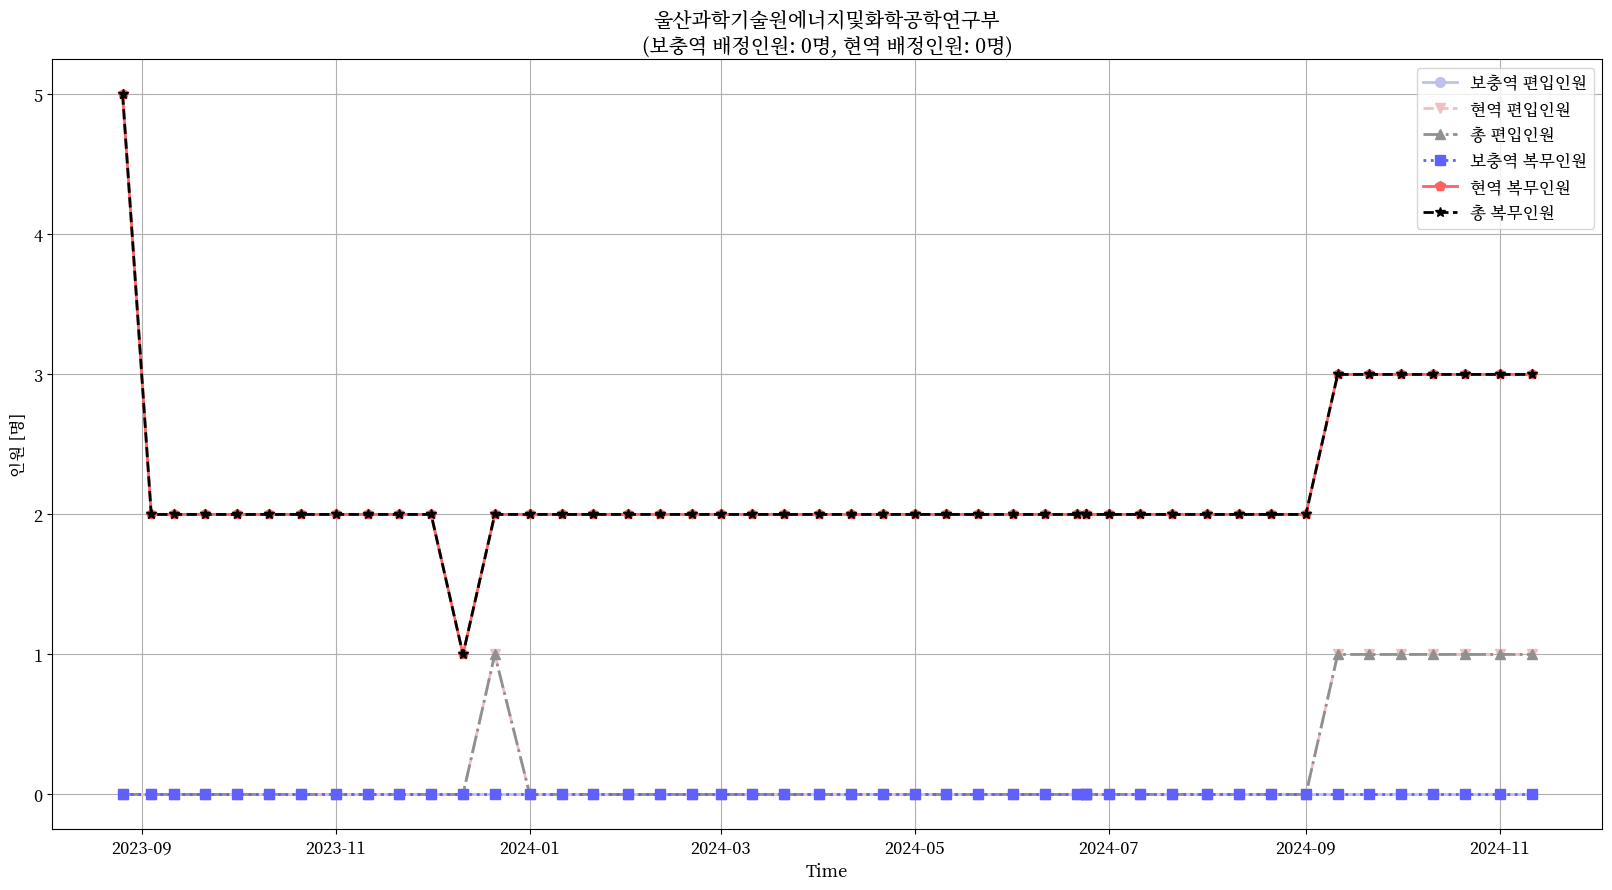 울산과학기술원에너지및화학공학연구부
(보충역 배정인원: 0명, 현역 배정인원: 0명)
보충역 편입인원
현역 편입인원
총 편입인원
보충역 복무인원
현역 복무인원
총 복무인원
인원 [명]
5
4
3
2
1
0
2023-09 2023-11 2024-01 2024-03 2024-05 2024-07 2024-09 2024-11
Time